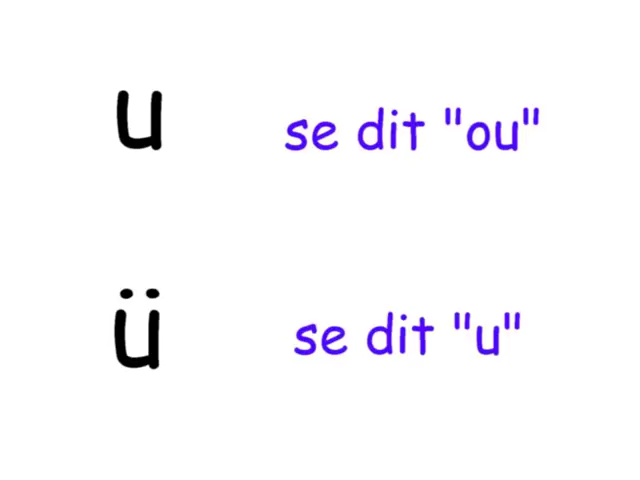 u se dit "ou"
ü se dit "u"